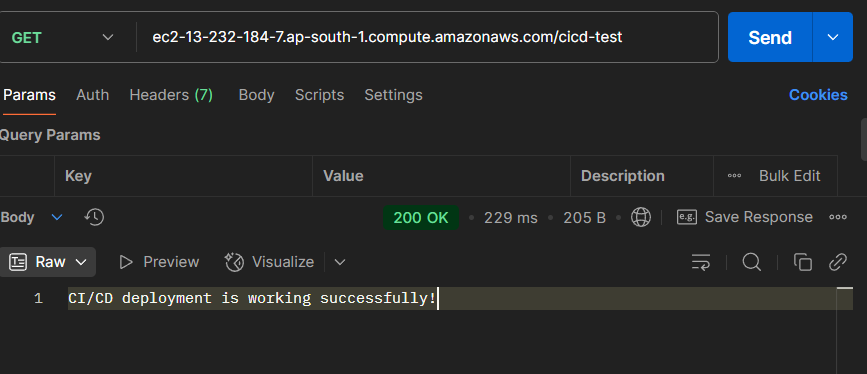 GET ec2-13-232-184-7.ap-south-1.compute.amazonaws.com/cicd-test Send
Params Auth Headers (7) Body Scripts Settings Cookies
Query Params
Key Value Description Bulk Edit
Body 200 OK 229 ms 205 B e.g. Save Response
Raw Preview Visualize
1 CI/CD deployment is working successfully!